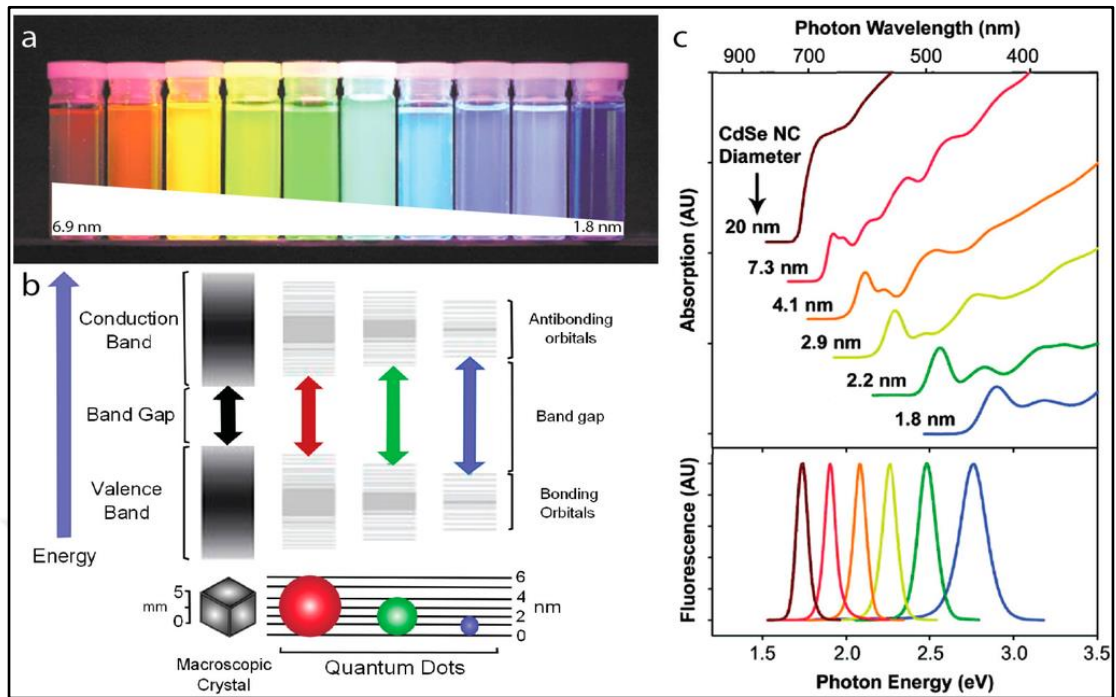 a
6.9 nm
1.8 nm
b
Conduction
Band
Band Gap
Valence
Band
Energy
Antibonding
orbitals
Band gap
Bonding
Orbitals
5
mm
0
6
4
nm
2
0
Macroscopic
Crystal
Quantum Dots
c
Photon Wavelength (nm)
900 700 500 400
Absorption (AU)
CdSe NC
Diameter
20 nm
7.3 nm
4.1 nm
2.9 nm
2.2 nm
1.8 nm
Fluorescence (AU)
1.5 2.0 2.5 3.0 3.5
Photon Energy (eV)